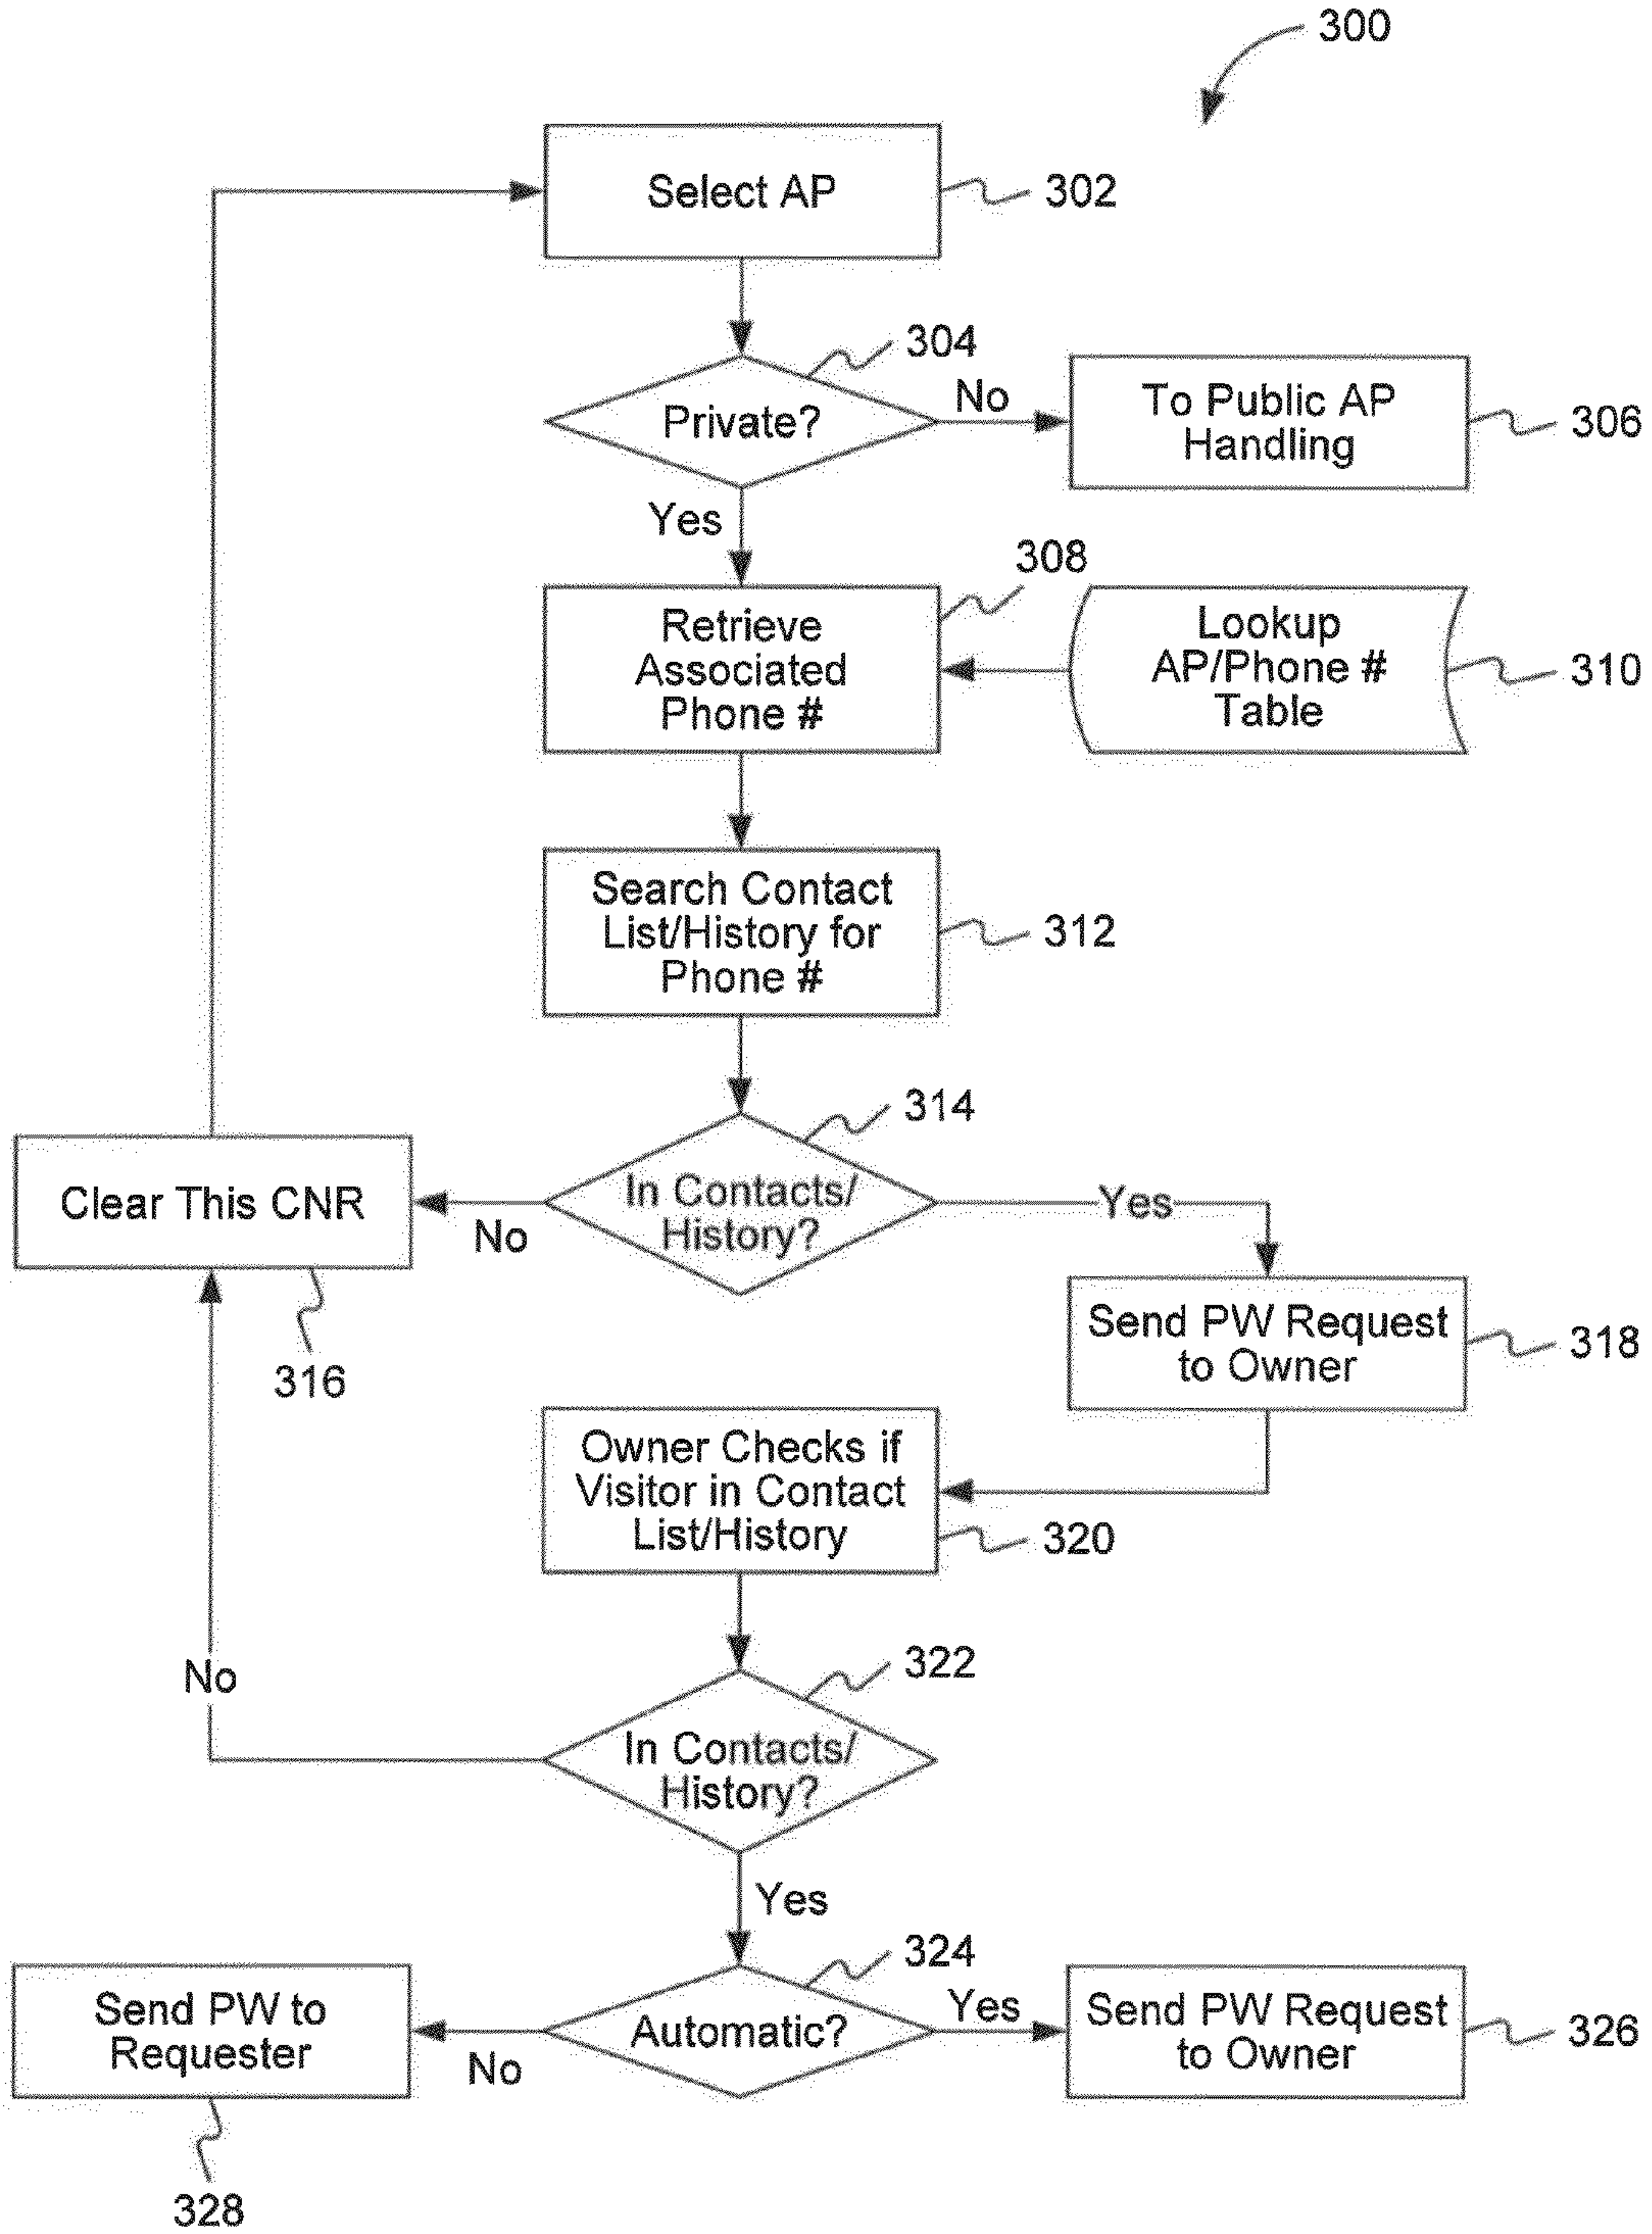 300
Select AP
302
304
Private?
No
To Public AP
Handling
306
Yes
308
Retrieve
Associated
Phone #
Lookup
AP/Phone #
Table
310
Search Contact
List/History for
Phone #
312
314
In Contacts/
History?
No
Yes
Clear This CNR
316
Send PW Request
to Owner
318
Owner Checks if
Visitor in Contact
List/History
320
322
In Contacts/
History?
No
Yes
324
Automatic?
Yes
Send PW Request
to Owner
326
No
Send PW to
Requester
328